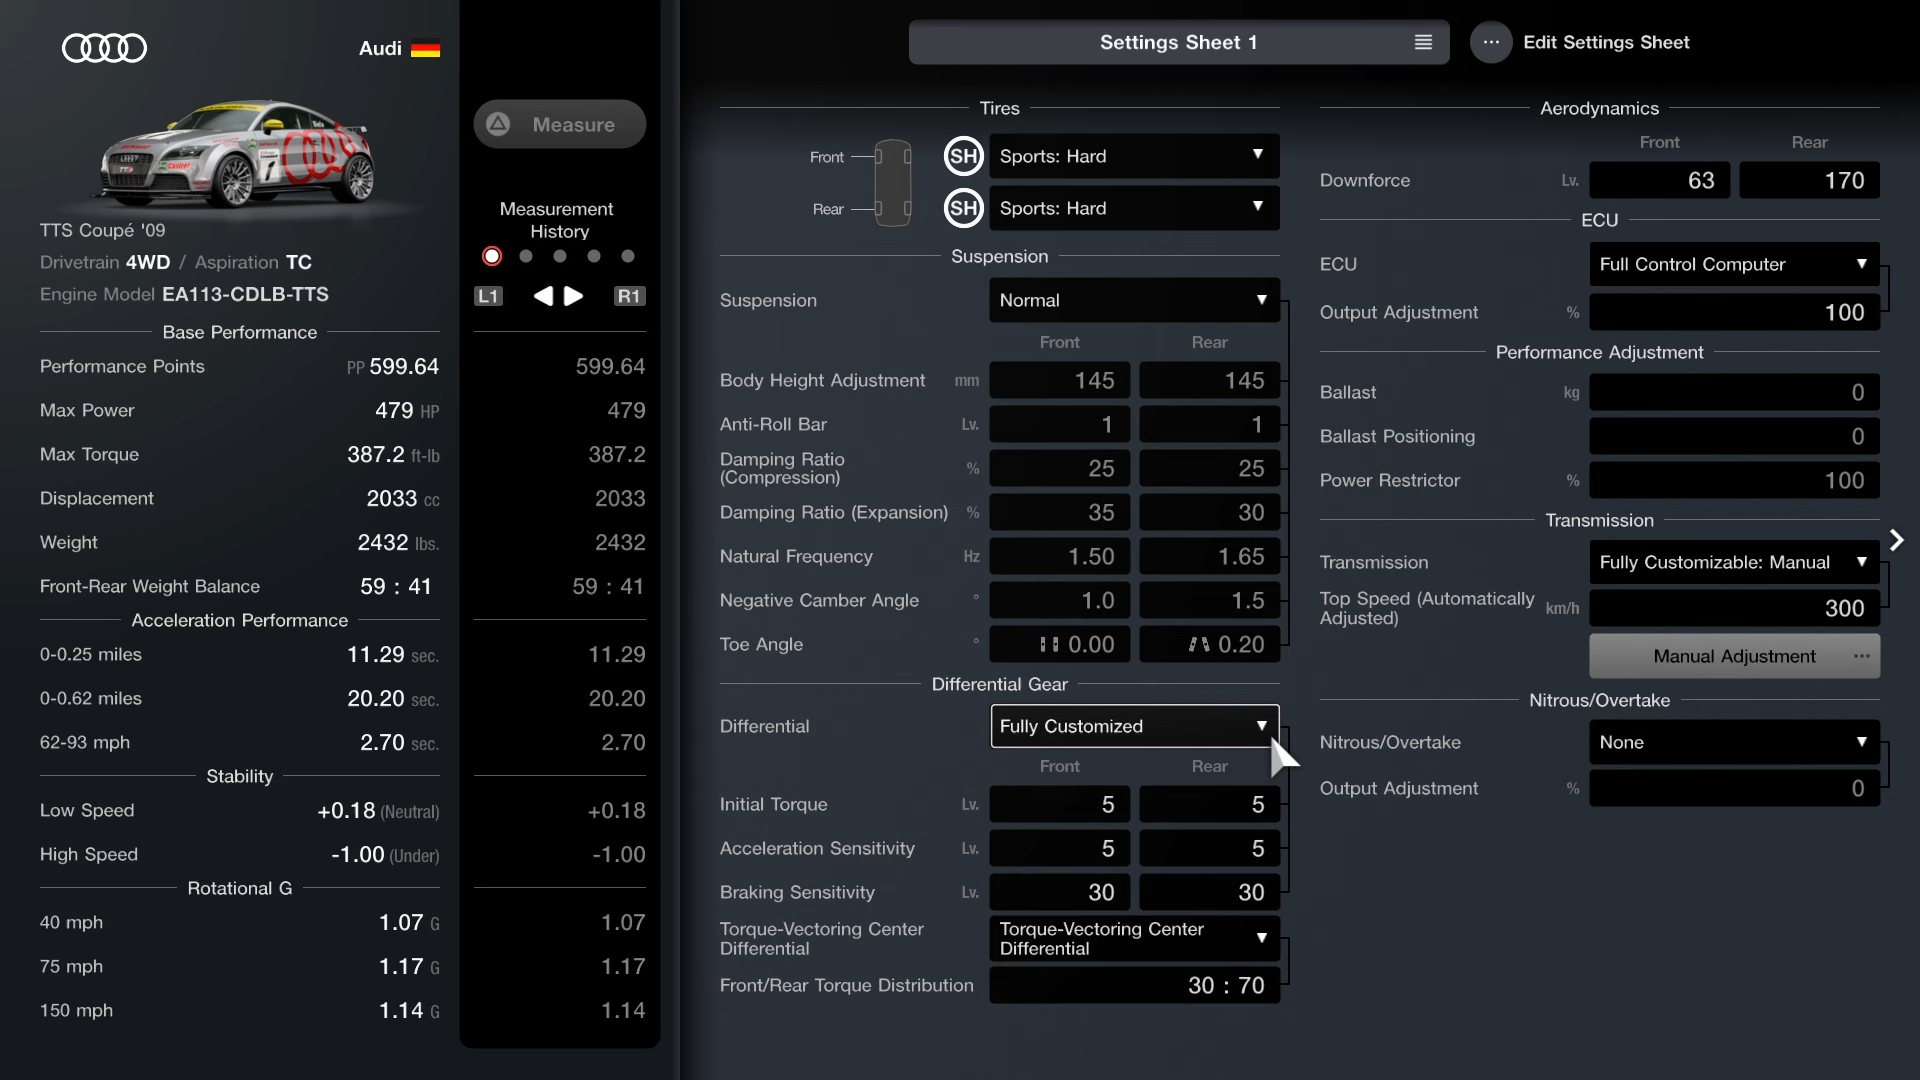 Audi
TTS Coupé '09
Drivetrain 4WD / Aspiration TC
Engine Model EA113-CDLB-TTS
Base Performance
Performance Points PP 599.64
Max Power 479 HP
Max Torque 387.2 ft-lb
Displacement 2033 cc
Weight 2432 lbs.
Front-Rear Weight Balance 59 : 41
Acceleration Performance
0-0.25 miles 11.29 sec.
0-0.62 miles 20.20 sec.
62-93 mph 2.70 sec.
Stability
Low Speed +0.18 (Neutral)
High Speed -1.00 (Under)
Rotational G
40 mph 1.07 G
75 mph 1.17 G
150 mph 1.14 G
Measure
Measurement
History
L1 R1
599.64
479
387.2
2033
2432
59 : 41
11.29
20.20
2.70
+0.18
-1.00
1.07
1.17
1.14
Settings Sheet 1
Edit Settings Sheet
Tires
Front SH Sports: Hard
Rear SH Sports: Hard
Suspension
Suspension Normal
Front Rear
Body Height Adjustment mm 145 145
Anti-Roll Bar Lv. 1 1
Damping Ratio
(Compression) % 25 25
Damping Ratio (Expansion) % 35 30
Natural Frequency Hz 1.50 1.65
Negative Camber Angle ° 1.0 1.5
Toe Angle ° 0.00 0.20
Differential Gear
Differential Fully Customized
Front Rear
Initial Torque Lv. 5 5
Acceleration Sensitivity Lv. 5 5
Braking Sensitivity Lv. 30 30
Torque-Vectoring Center
Differential
Torque-Vectoring Center
Differential
Front/Rear Torque Distribution 30 : 70
Aerodynamics
Front Rear
Downforce Lv. 63 170
ECU
ECU Full Control Computer
Output Adjustment % 100
Performance Adjustment
Ballast kg 0
Ballast Positioning 0
Power Restrictor % 100
Transmission
Transmission Fully Customizable: Manual
Top Speed (Automatically
Adjusted) km/h 300
Manual Adjustment
Nitrous/Overtake
Nitrous/Overtake None
Output Adjustment % 0